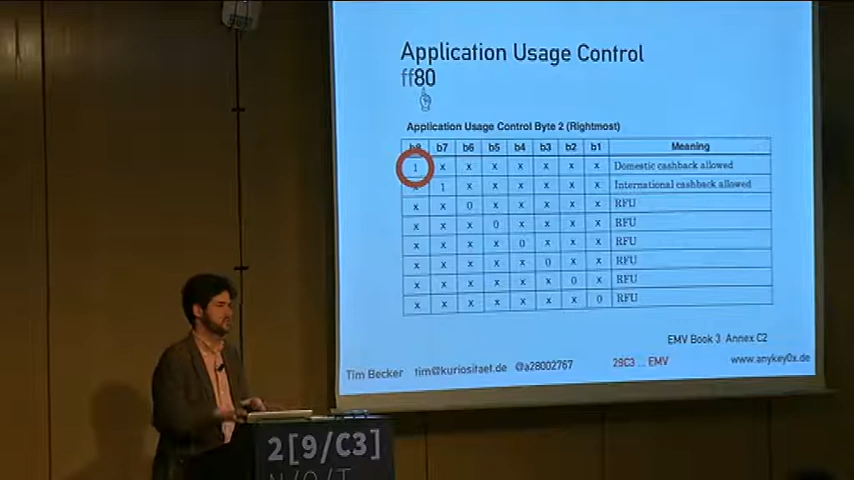 Application Usage Control
ff80
Application Usage Control Byte 2 (Rightmost)
b8 b7 b6 b5 b4 b3 b2 b1 Meaning
1 x x x x x x x Domestic cashback allowed
x 1 x x x x x x International cashback allowed
x x 0 x x x x x RFU
x x x 0 x x x x RFU
x x x x 0 x x x RFU
x x x x x 0 x x RFU
x x x x x x 0 x RFU
x x x x x x x 0 RFU
EMV Book 3 Annex C2
Tim Becker tim@kuriositaet.de @a28002767 29C3 ... EMV www.anykey0x.de
2[9/C3]
N/O/T